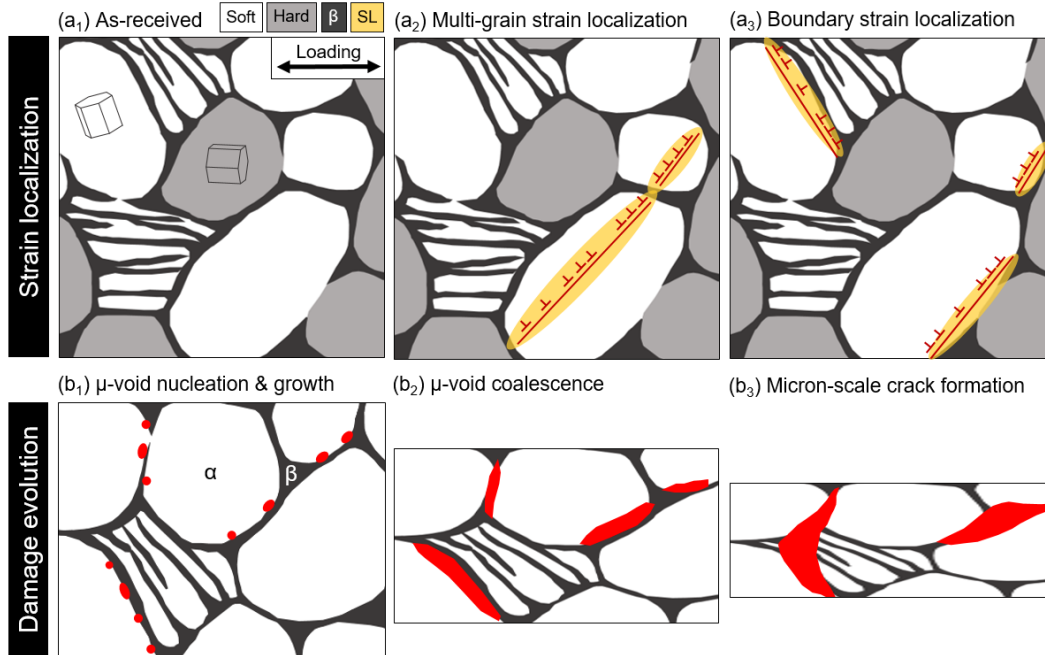 (a₁) As-received
Soft Hard β SL
(a₂) Multi-grain strain localization
(a₃) Boundary strain localization
Loading
Strain localization
(b₁) μ-void nucleation & growth
(b₂) μ-void coalescence
(b₃) Micron-scale crack formation
α
β
Damage evolution